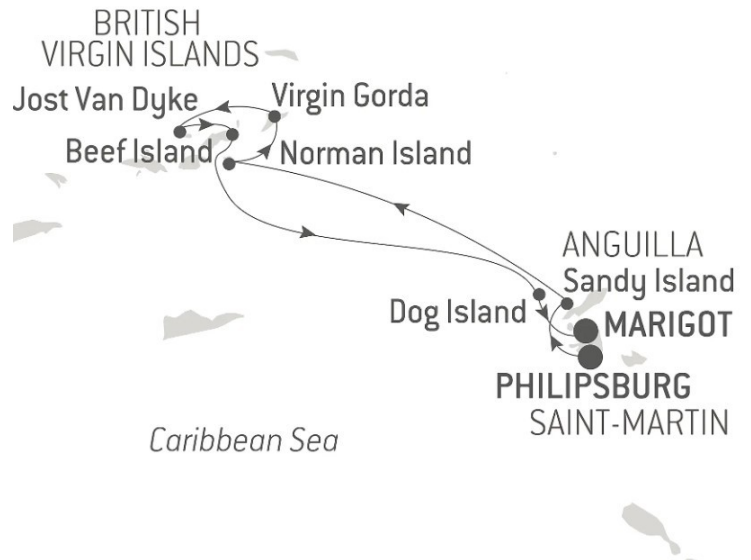 BRITISH
VIRGIN ISLANDS
Jost Van Dyke
Virgin Gorda
Beef Island
Norman Island
ANGUILLA
Sandy Island
Dog Island
MARIGOT
PHILIPSBURG
SAINT-MARTIN
Caribbean Sea